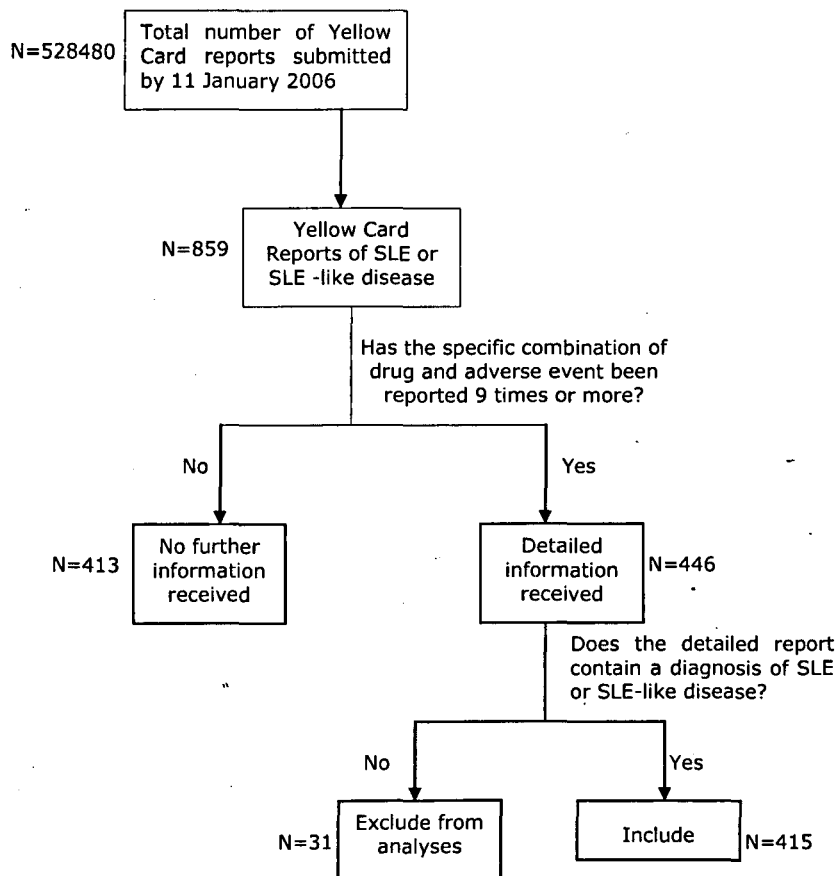 N=528480
Total number of Yellow
Card reports submitted
by 11 January 2006
N=859
Yellow Card
Reports of SLE or
SLE -like disease
Has the specific combination of
drug and adverse event been
reported 9 times or more?
No
Yes
N=413
No further
information
received
Detailed
information
received
N=446
Does the detailed report
contain a diagnosis of SLE
or SLE-like disease?
No
Yes
N=31
Exclude from
analyses
Include
N=415